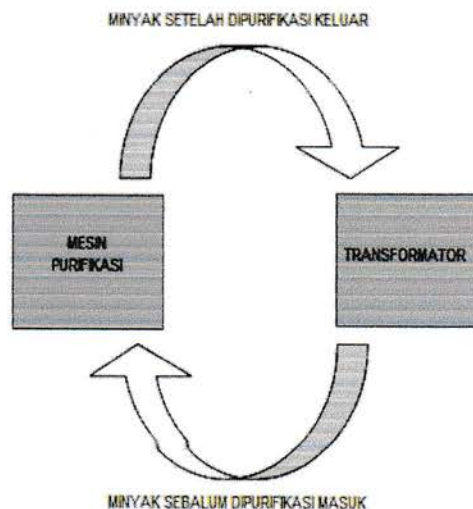 MINYAK SETELAH DIPURIFIKASI KELUAR
MESIN
PURIFIKASI
TRANSFORMATOR
MINYAK SEBALUM DIPURIFIKASI MASUK